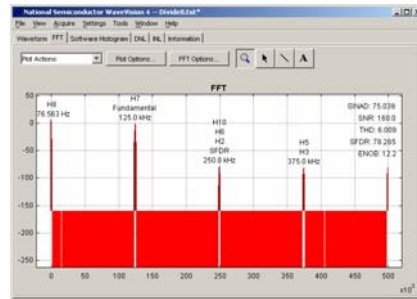 National Semiconductor WaveVision 4 -- Divide8.txt*
File View Acquire Settings Tools Window Help
Waveform FFT Software Histogram DNL INL Information
Plot Actions: Plot Options... FFT Options... A
FFT
H8
76.563 Hz
H7
Fundamental
125.0 kHz
H10
H6
H2
SFDR
250.0 kHz
H5
H3
375.0 kHz
SINAD: 75.039
SNR: 160.0
THD: 6.009
SFDR: 78.265
ENOB: 12.2
50
0
-50
-100
-150
-200
-250
0 50 100 150 200 250 300 350 400 450 500